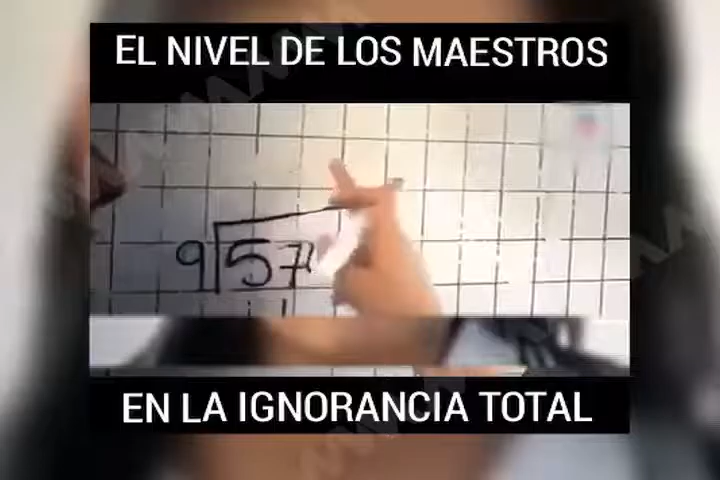 EL NIVEL DE LOS MAESTROS
9 57
EN LA IGNORANCIA TOTAL